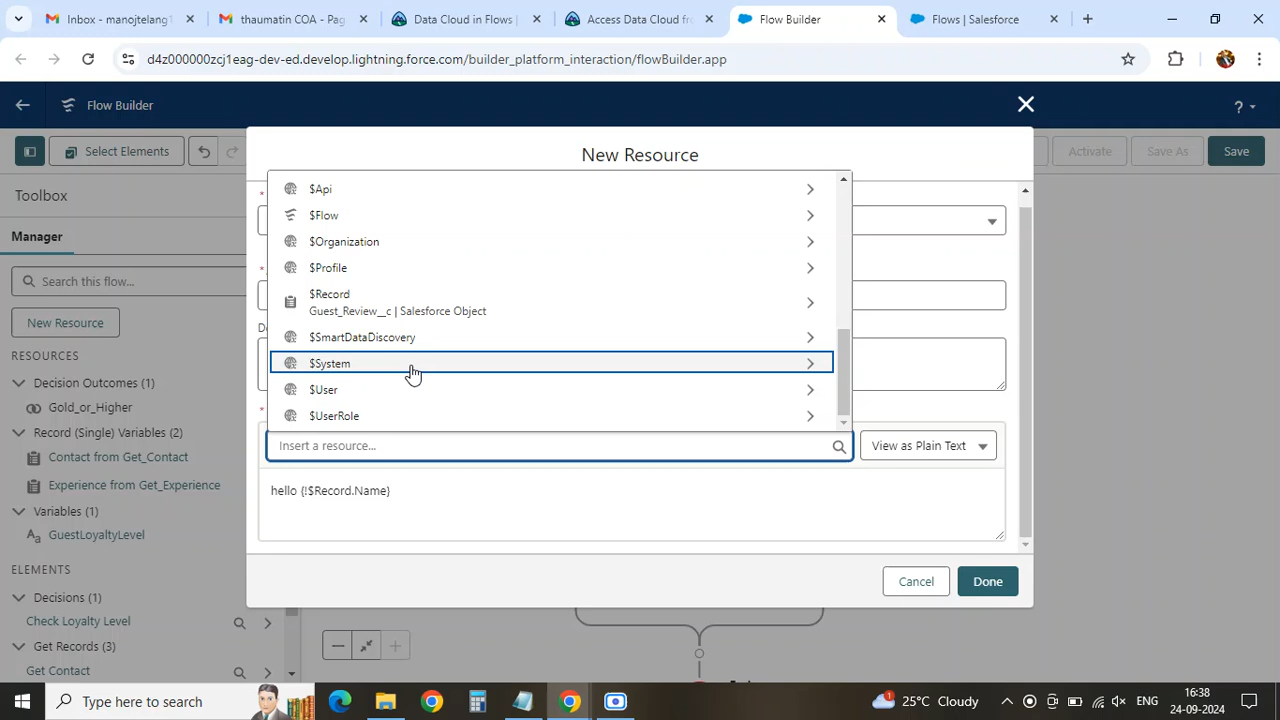 Inbox - manojtelang1
thaumatin COA - Pag
Data Cloud in Flows |
Access Data Cloud fro
Flow Builder
Flows | Salesforce
d4z000000zcj1eag-dev-ed.develop.lightning.force.com/builder_platform_interaction/flowBuilder.app
Flow Builder
?
Select Elements
Activate
Save As
Save
Toolbox
Manager
Search this flow...
New Resource
RESOURCES
Decision Outcomes (1)
Gold_or_Higher
Record (Single) Variables (2)
Contact from Get_Contact
Experience from Get_Experience
Variables (1)
GuestLoyaltyLevel
ELEMENTS
Decisions (1)
Check Loyalty Level
Get Records (3)
Get Contact
New Resource
*
*
De
*
$Api
$Flow
$Organization
$Profile
$Record
Guest_Review__c | Salesforce Object
$SmartDataDiscovery
$System
$User
$UserRole
Insert a resource...
View as Plain Text
hello {!$Record.Name}
Cancel
Done
Type here to search
1
25°C Cloudy
ENG
16:38
24-09-2024